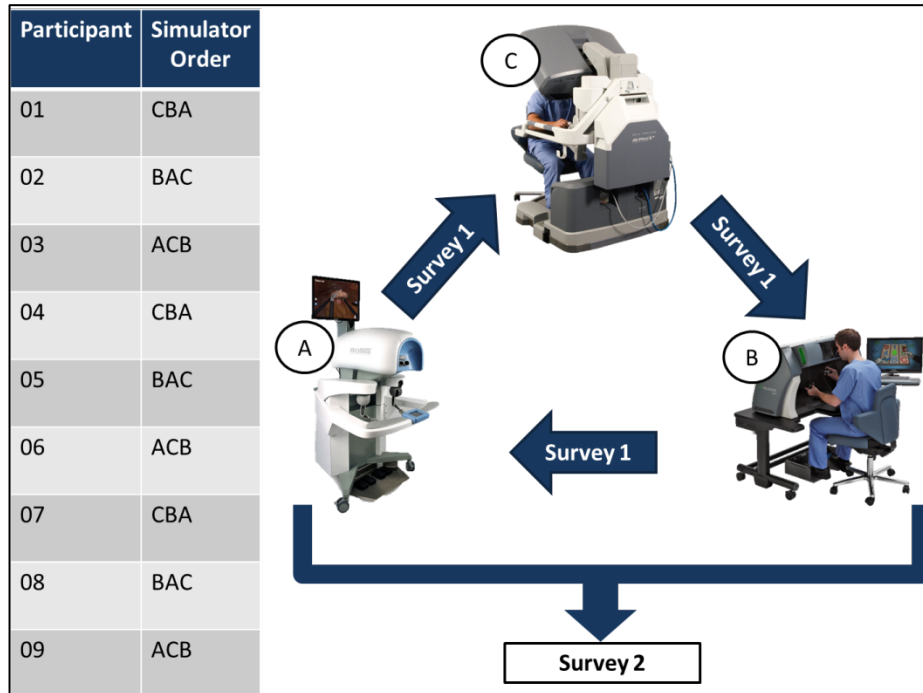 Participant Simulator Order
01 CBA
02 BAC
03 ACB
04 CBA
05 BAC
06 ACB
07 CBA
08 BAC
09 ACB
C
Survey 1
Survey 1
A
B
Survey 1
Survey 2